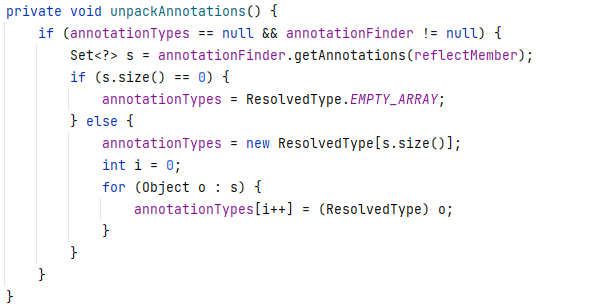 private void unpackAnnotations() {
    if (annotationTypes == null && annotationFinder != null) {
        Set<?> s = annotationFinder.getAnnotations(reflectMember);
        if (s.size() == 0) {
            annotationTypes = ResolvedType.EMPTY_ARRAY;
        } else {
            annotationTypes = new ResolvedType[s.size()];
            int i = 0;
            for (Object o : s) {
                annotationTypes[i++] = (ResolvedType) o;
            }
        }
    }
}